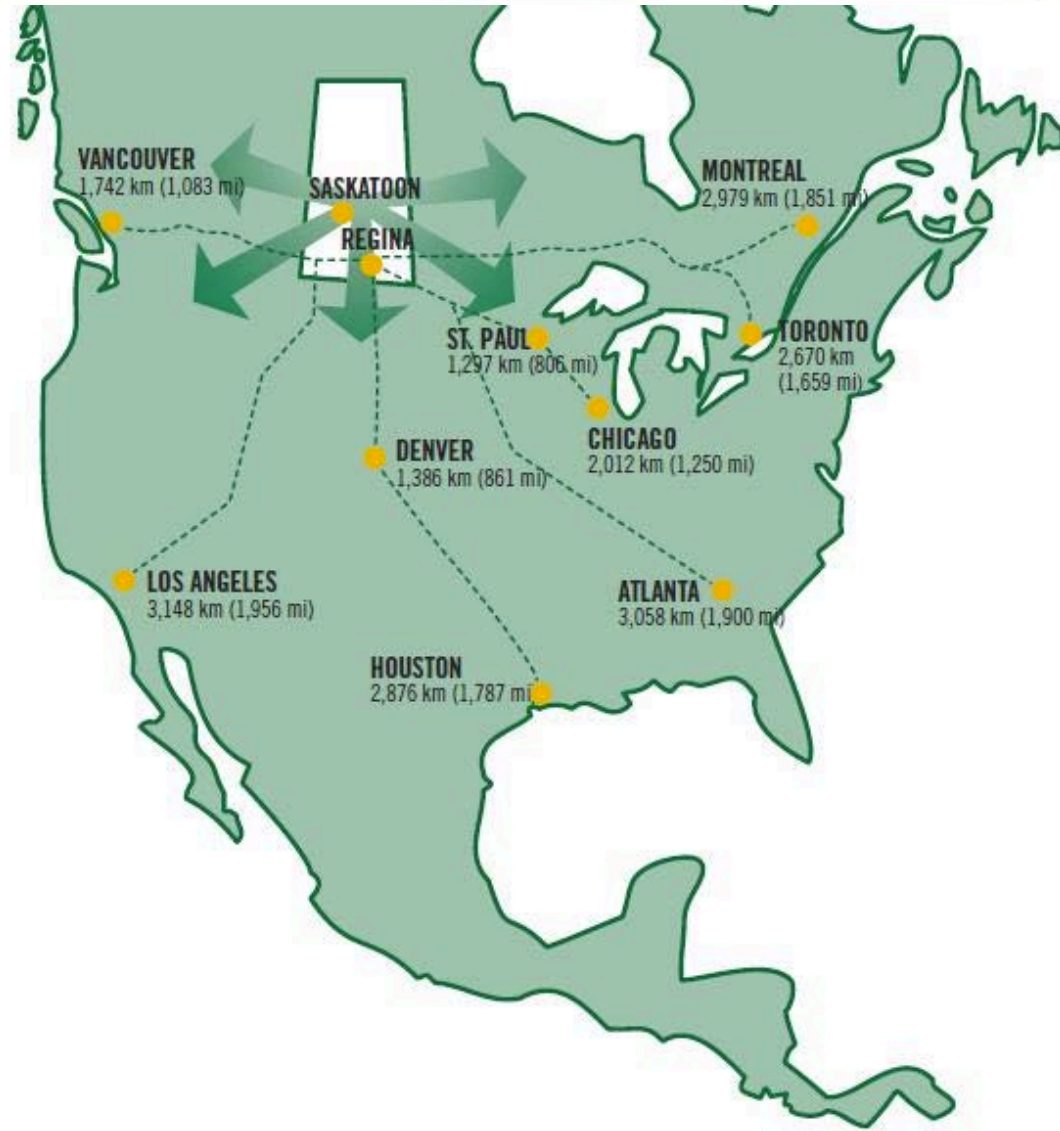 VANCOUVER
1,742 km (1,083 mi)
SASKATOON
REGINA
MONTREAL
2,979 km (1,851 mi)
ST. PAUL
1,297 km (806 mi)
TORONTO
2,670 km
(1,659 mi)
CHICAGO
2,012 km (1,250 mi)
DENVER
1,386 km (861 mi)
LOS ANGELES
3,148 km (1,956 mi)
ATLANTA
3,058 km (1,900 mi)
HOUSTON
2,876 km (1,787 mi